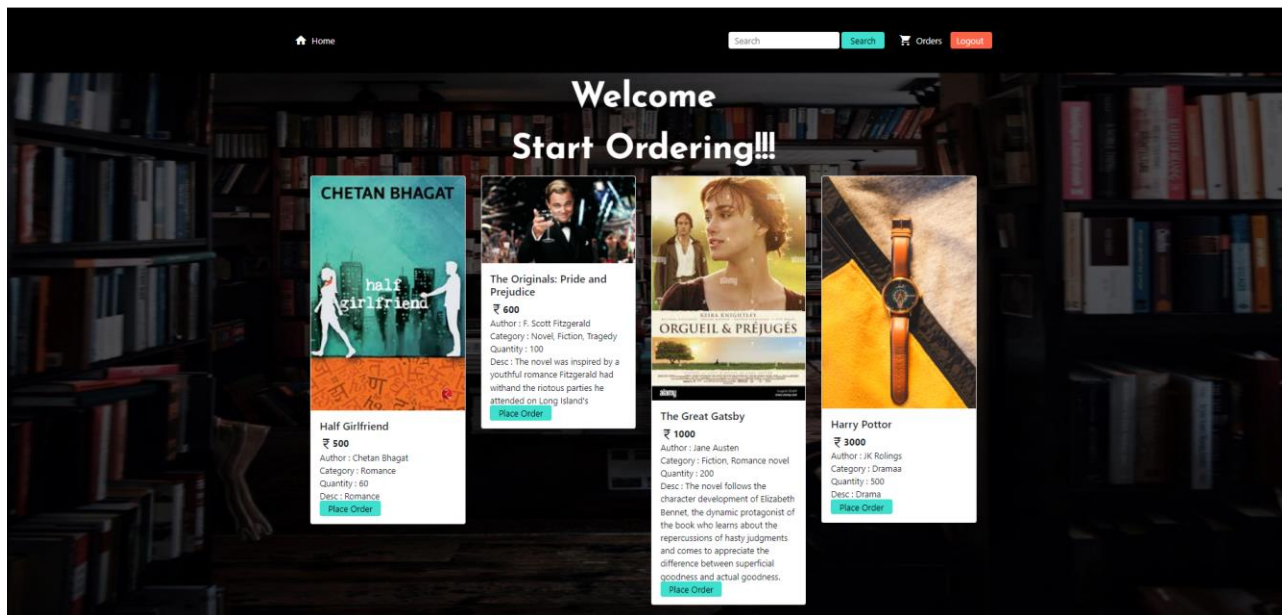 Home
Search
Search
Orders
Logout
Welcome
Start Ordering!!!
CHETAN BHAGAT
half
girlfriend
Half Girlfriend
₹ 500
Author : Chetan Bhagat
Category : Romance
Quantity : 60
Desc : Romance
Place Order
The Originals: Pride and
Prejudice
₹ 600
Author : F. Scott Fitzgerald
Category : Novel, Fiction, Tragedy
Quantity : 100
Desc : The novel was inspired by a
youthful romance Fitzgerald had
withand the riotous parties he
attended on Long Island's
Place Order
alamy
KEIRA KNIGHTLEY
ORGUEIL & PRÉJUGÉS
alamy
The Great Gatsby
₹ 1000
Author : Jane Austen
Category : Fiction, Romance novel
Quantity : 200
Desc : The novel follows the
character development of Elizabeth
Bennet, the dynamic protagonist of
the book who learns about the
repercussions of hasty judgments
and comes to appreciate the
difference between superficial
goodness and actual goodness.
Place Order
Harry Pottor
₹ 3000
Author : JK Rolings
Category : Dramaa
Quantity : 500
Desc : Drama
Place Order